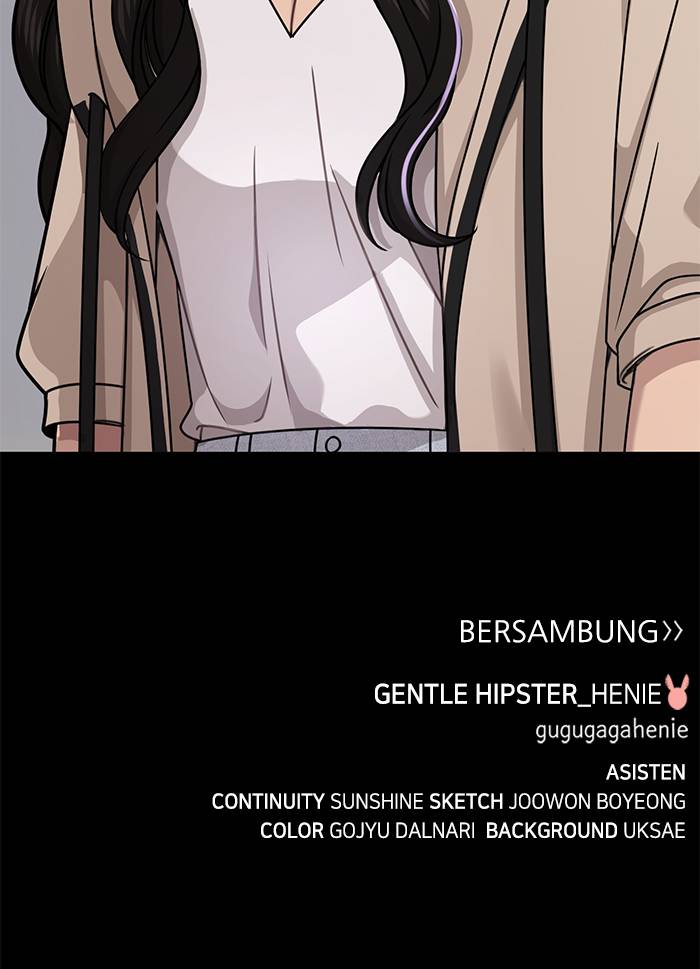 BERSAMBUNG>>
GENTLE HIPSTER_HENIE
gugugagahenie
ASISTEN
CONTINUITY SUNSHINE SKETCH JOOWON BOYEONG
COLOR GOJYU DALNARI BACKGROUND UKSAE